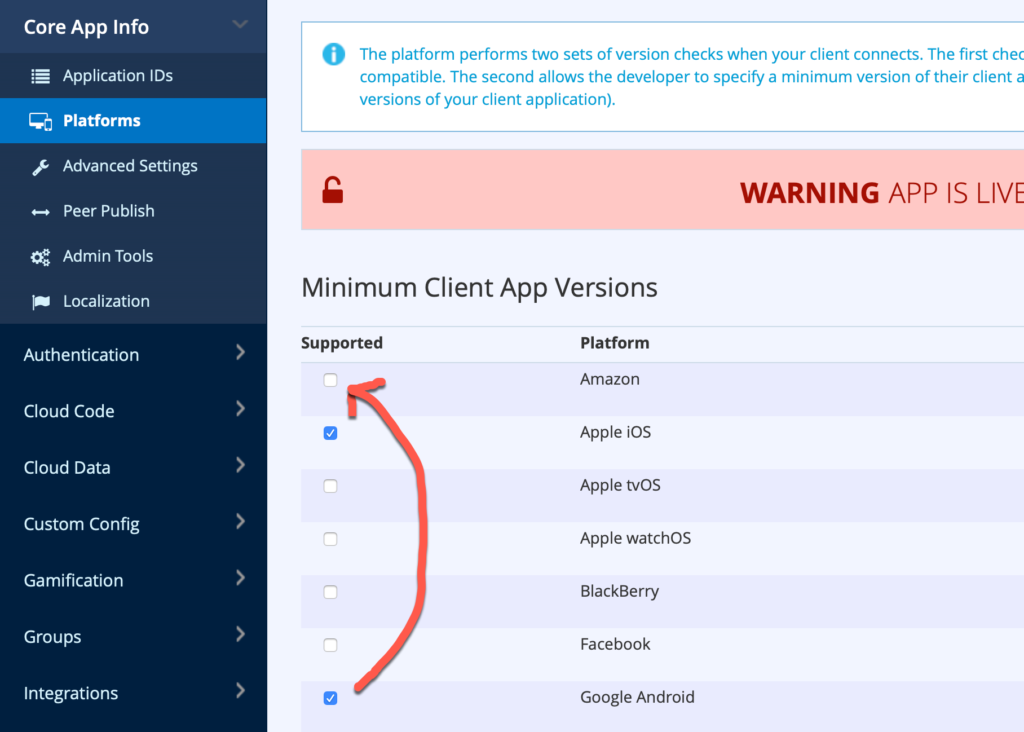 Core App Info
Application IDs
Platforms
Advanced Settings
Peer Publish
Admin Tools
Localization
Authentication
Cloud Code
Cloud Data
Custom Config
Gamification
Groups
Integrations
The platform performs two sets of version checks when your client connects. The first chec
compatible. The second allows the developer to specify a minimum version of their client a
versions of your client application).
WARNING APP IS LIVE
Minimum Client App Versions
Supported Platform
Amazon
Apple iOS
Apple tvOS
Apple watchOS
BlackBerry
Facebook
Google Android